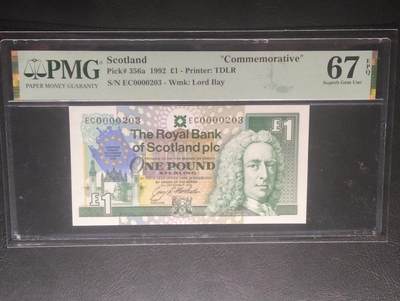 PMG
PAPER MONEY GUARANTY
Scotland "Commemorative"
Pick# 356a 1992 £1 - Printer: TDLR
S/N EC0000203 - Wmk: Lord Ilay
67 EPQ
Superb Gem Unc
EC0000203 EC0000203 £1
The Royal Bank
of Scotland plc
ONE POUND
STERLING
£1